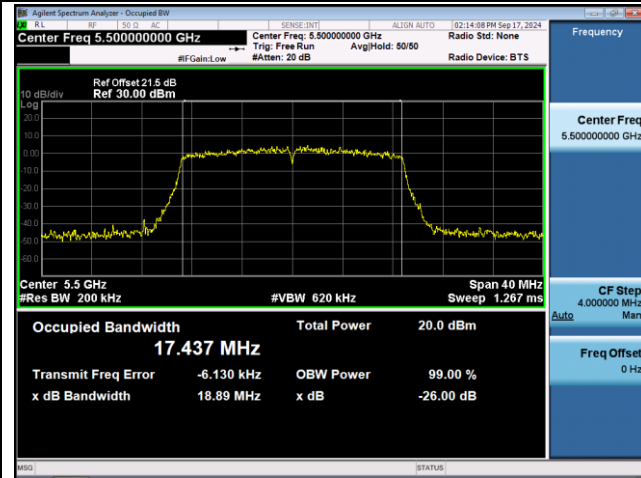 Agilent Spectrum Analyzer - Occupied BW
RL RF 50 Ω AC SENSE:INT ALIGN AUTO 02:14:08 PM Sep 17, 2024
Center Freq 5.500000000 GHz
Center Freq: 5.500000000 GHz Radio Std: None
Trig: Free Run Avg|Hold: 50/50
#IFGain:Low #Atten: 20 dB Radio Device: BTS
Ref Offset 21.5 dB
10 dB/div Ref 30.00 dBm
Log
20.0
10.0
0.00
-10.0
-20.0
-30.0
-40.0
-50.0
-60.0
Center 5.5 GHz Span 40 MHz
#Res BW 200 kHz #VBW 620 kHz Sweep 1.267 ms
Occupied Bandwidth Total Power 20.0 dBm
17.437 MHz
Transmit Freq Error -6.130 kHz OBW Power 99.00 %
x dB Bandwidth 18.89 MHz x dB -26.00 dB
MSG STATUS
Frequency
Center Freq
5.500000000 GHz
CF Step
4.000000 MHz
Auto Man
Freq Offset
0 Hz